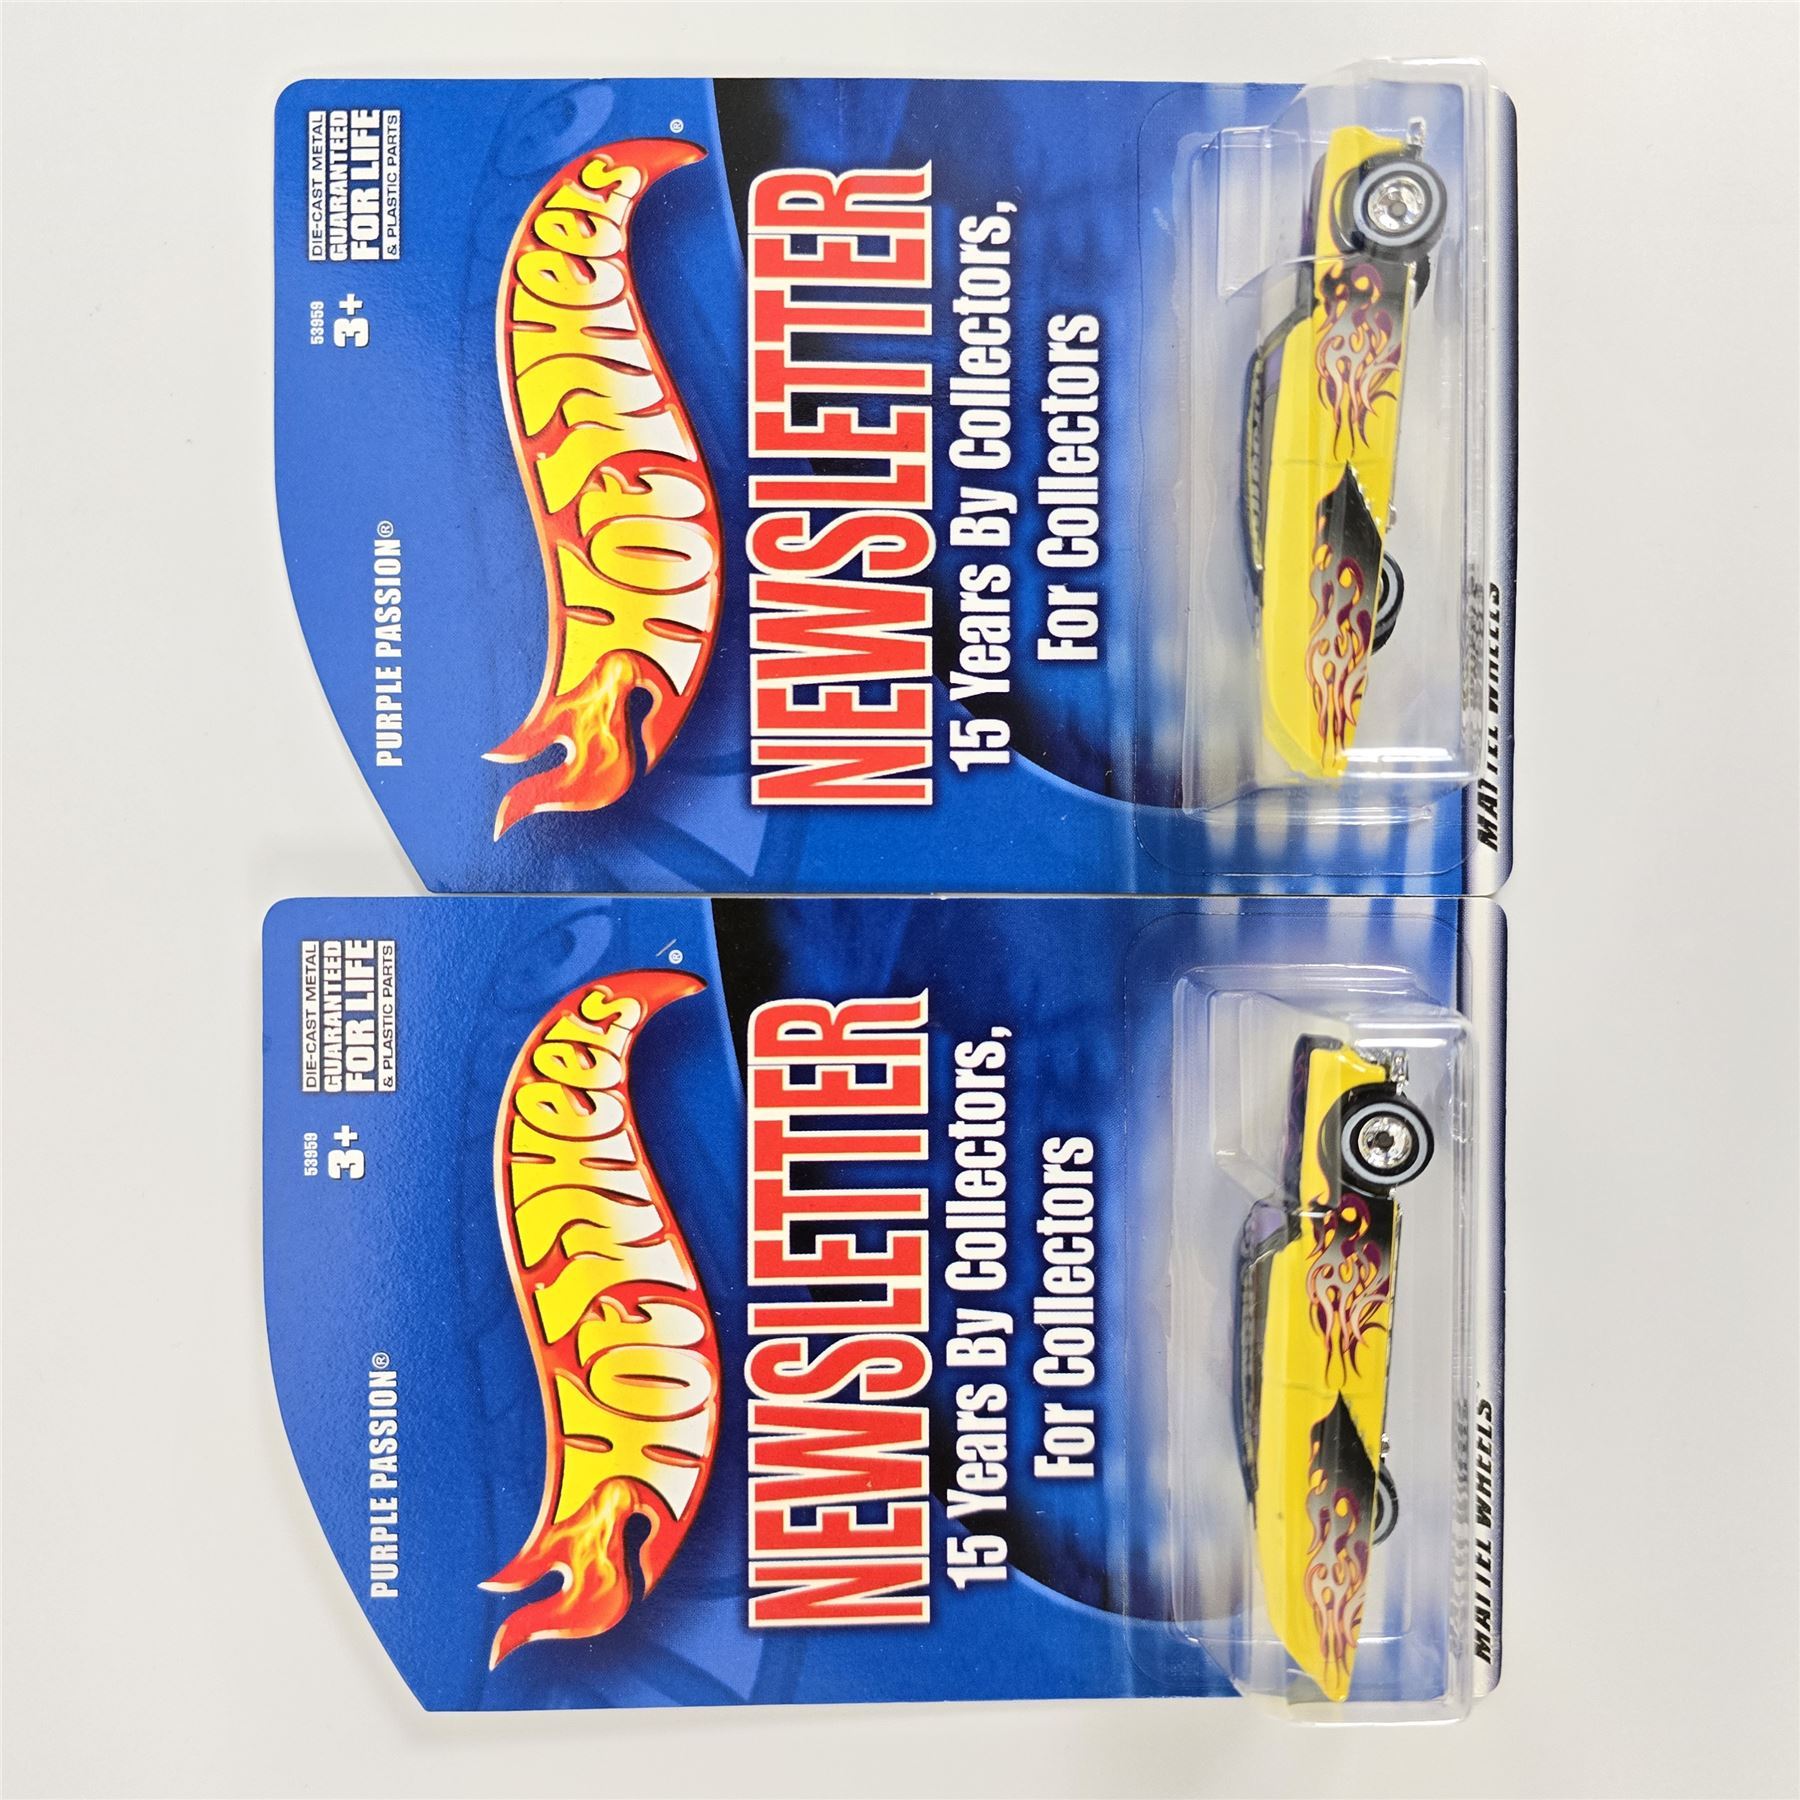 DIE-CAST METAL
GUARANTEED
FOR LIFE
& PLASTIC PARTS
53959
3+
PURPLE PASSION®
HOT WHEELS®
NEWSLETTER
15 Years By Collectors,
For Collectors
MATTEL WHEELS
DIE-CAST METAL
GUARANTEED
FOR LIFE
& PLASTIC PARTS
53959
3+
PURPLE PASSION®
HOT WHEELS®
NEWSLETTER
15 Years By Collectors,
For Collectors
MATTEL WHEELS